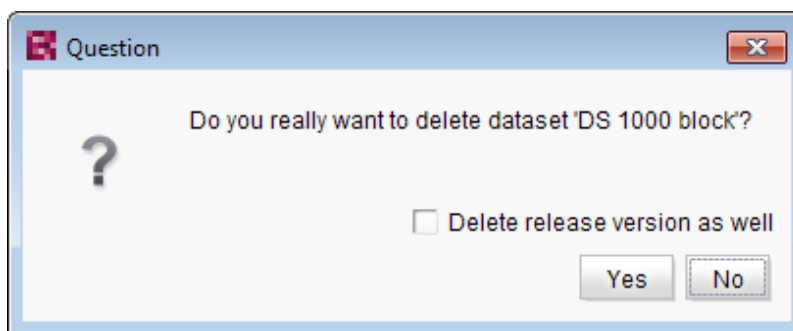 Question
Do you really want to delete dataset 'DS 1000 block'?
?
Delete release version as well
Yes No